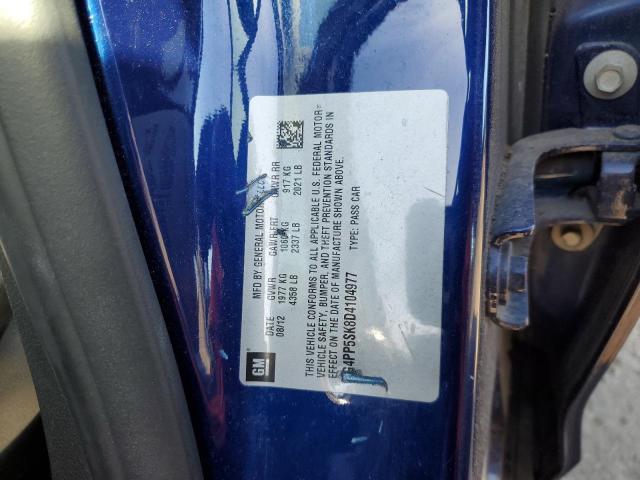 GM
MFD BY GENERAL MOTORS
DATE GVWR GAWR FRT GAWR RR
08/12 1977 KG 1060 KG 917 KG
4358 LB 2337 LB 2021 LB
THIS VEHICLE CONFORMS TO ALL APPLICABLE U.S. FEDERAL MOTOR
VEHICLE SAFETY, BUMPER, AND THEFT PREVENTION STANDARDS IN
EFFECT ON THE DATE OF MANUFACTURE SHOWN ABOVE.
G4PP5SK8D4104977 TYPE: PASS CAR